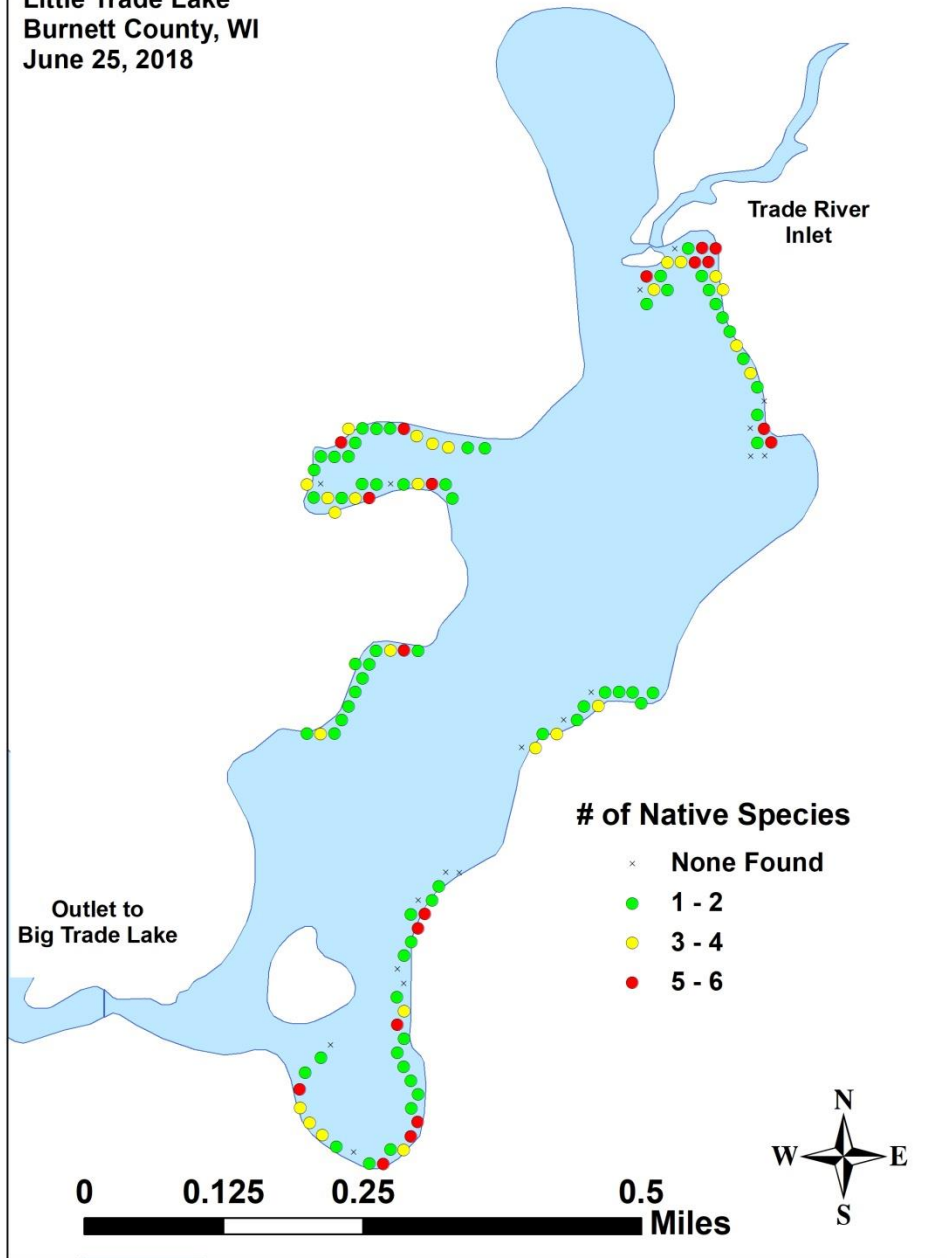 Little Trade Lake
Burnett County, WI
June 25, 2018
Trade River
Inlet
# of Native Species
× None Found
1 - 2
3 - 4
5 - 6
Outlet to
Big Trade Lake
N
W E
S
0 0.125 0.25 0.5
Miles